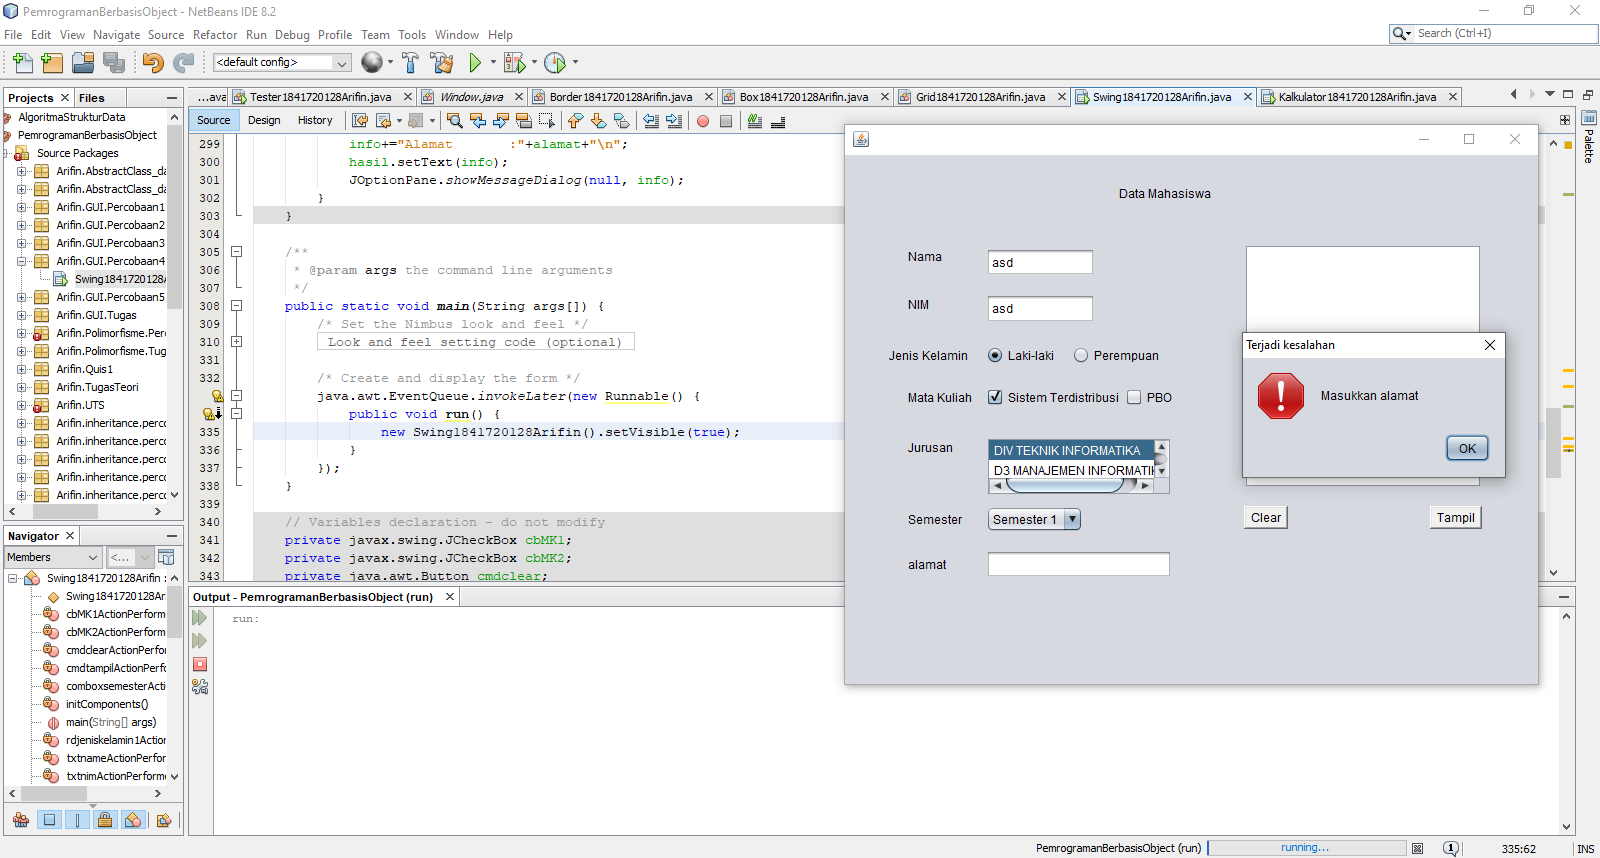 PemrogramanBerbasisObject - NetBeans IDE 8.2
File Edit View Navigate Source Refactor Run Debug Profile Team Tools Window Help
Search (Ctrl+I)
<default config>
Projects Files
...ava Tester1841720128Arifin.java Window.java Border1841720128Arifin.java Box1841720128Arifin.java Grid1841720128Arifin.java Swing1841720128Arifin.java Kalkulator1841720128Arifin.java
Source Design History
AlgoritmaStrukturData
PemrogramanBerbasisObject
Source Packages
Arifin.AbstractClass_da
Arifin.AbstractClass_da
Arifin.GUI.Percobaan1
Arifin.GUI.Percobaan2
Arifin.GUI.Percobaan3
Arifin.GUI.Percobaan4
Swing1841720128A
Arifin.GUI.Percobaan5
Arifin.GUI.Tugas
Arifin.Polimorfisme.Perc
Arifin.Polimorfisme.Tug
Arifin.Quis1
Arifin.TugasTeori
Arifin.UTS
Arifin.inheritance.percc
Arifin.inheritance.percc
Arifin.inheritance.percc
Arifin.inheritance.percc
Arifin.inheritance.percc
299 info+="Alamat :"+alamat+"\n";
300 hasil.setText(info);
301 JOptionPane.showMessageDialog(null, info);
302 }
303 }
304
305 /**
306 * @param args the command line arguments
307 */
308 public static void main(String args[]) {
309 /* Set the Nimbus look and feel */
310 Look and feel setting code (optional)
331
332 /* Create and display the form */
java.awt.EventQueue.invokeLater(new Runnable() {
public void run() {
335 new Swing1841720128Arifin().setVisible(true);
336 }
337 });
338 }
339
340 // Variables declaration - do not modify
341 private javax.swing.JCheckBox cbMK1;
342 private javax.swing.JCheckBox cbMK2;
343 private java.awt.Button cmdclear;
Palette
Data Mahasiswa
Nama asd
NIM asd
Jenis Kelamin Laki-laki Perempuan
Mata Kuliah Sistem Terdistribusi PBO
Jurusan DIV TEKNIK INFORMATIKA
D3 MANAJEMEN INFORMATIK
Semester Semester 1
alamat
Clear Tampil
Terjadi kesalahan
Masukkan alamat
OK
Navigator
Members <...
Swing1841720128Arifin :
Swing1841720128Ar
cbMK1ActionPerform
cbMK2ActionPerform
cmdclearActionPerfo
cmdtampilActionPerfo
comboxsemesterActi
initComponents()
main(String[] args)
rdjeniskelamin1Action
txtnameActionPerfor
txtnimActionPerform
Output - PemrogramanBerbasisObject (run)
run:
PemrogramanBerbasisObject (run) running... 1 335:62 INS